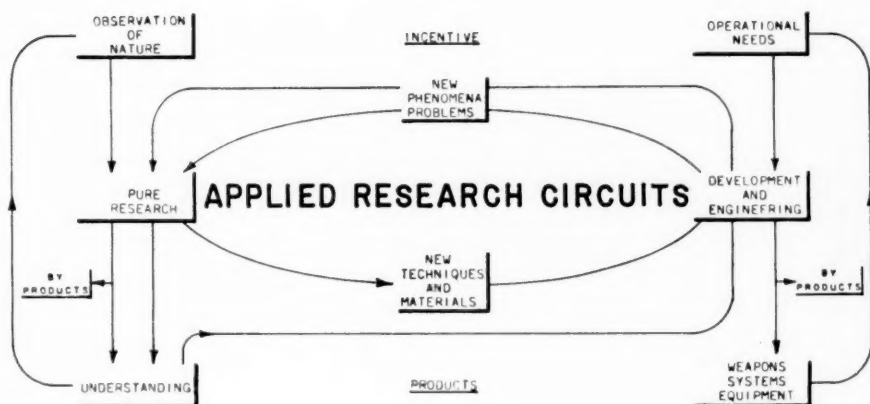 OBSERVATION
OF
NATURE
INCENTIVE
OPERATIONAL
NEEDS
NEW
PHENOMENA
PROBLEMS
PURE
RESEARCH
APPLIED RESEARCH CIRCUITS
DEVELOPMENT
AND
ENGINEERING
BY
PRODUCTS
NEW
TECHNIQUES
AND
MATERIALS
BY
PRODUCTS
UNDERSTANDING
PRODUCTS
WEAPONS
SYSTEMS
EQUIPMENT